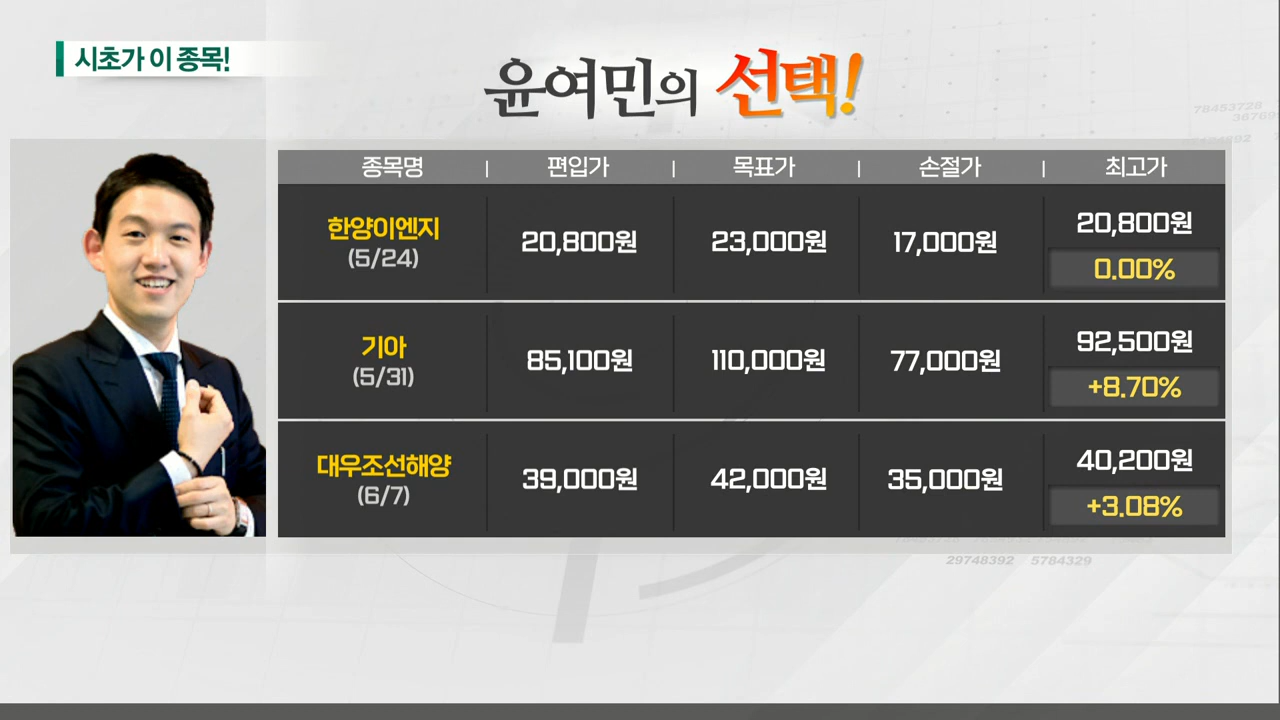 시초가 이 종목!
윤여민의 선택!
종목명 | 편입가 | 목표가 | 손절가 | 최고가
한양이엔지 (5/24) 20,800원 23,000원 17,000원 20,800원 0.00%
기아 (5/31) 85,100원 110,000원 77,000원 92,500원 +8.70%
대우조선해양 (6/7) 39,000원 42,000원 35,000원 40,200원 +3.08%
78453728
29748392 5784329